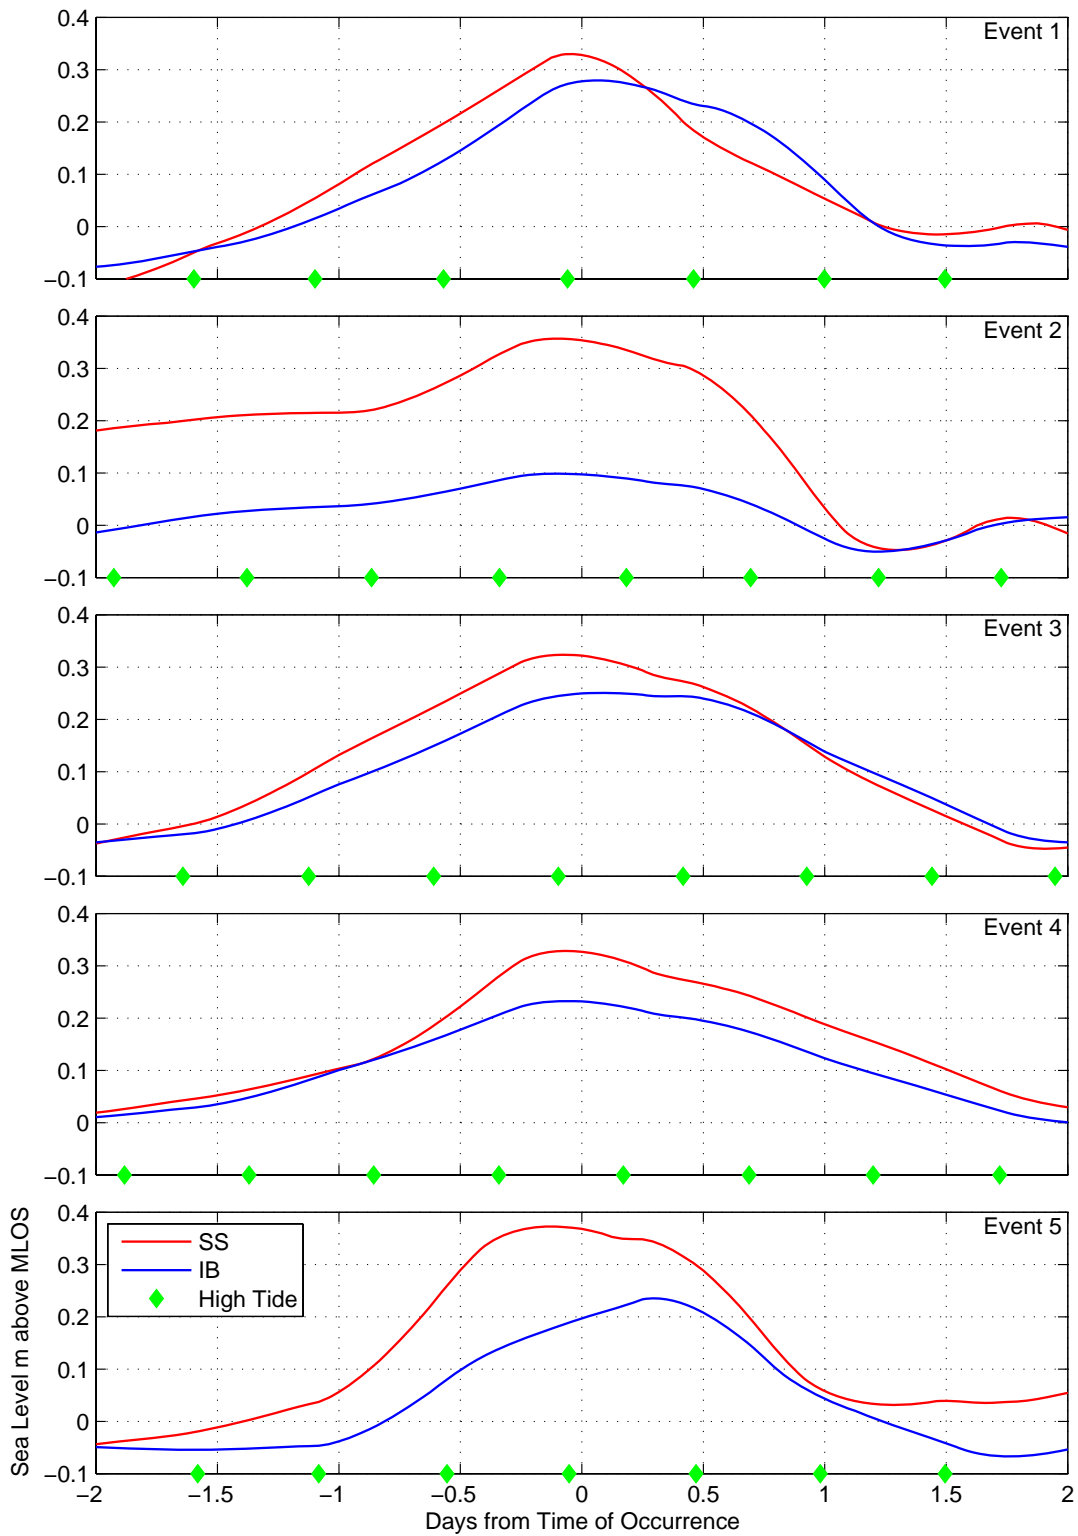 0.4
Event 1
0.3
0.2
0.1
0
−0.1
0.4
Event 2
0.3
0.2
0.1
0
−0.1
0.4
Event 3
0.3
0.2
0.1
0
−0.1
0.4
Event 4
0.3
0.2
0.1
0
−0.1
0.4
Event 5
SS
IB
High Tide
0.3
0.2
0.1
0
−0.1
Sea Level m above MLOS
−2 −1.5 −1 −0.5 0 0.5 1 1.5 2
Days from Time of Occurrence